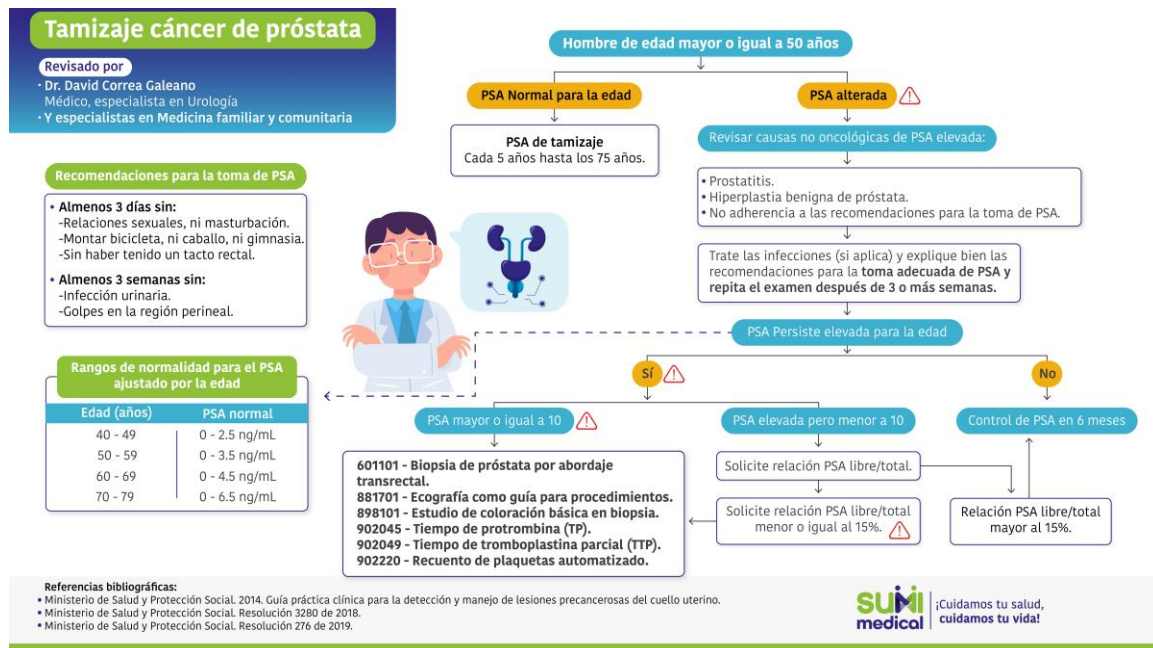 Tamizaje cáncer de próstata
Revisado por
· Dr. David Correa Galeano
Médico, especialista en Urología
· Y especialistas en Medicina familiar y comunitaria
Recomendaciones para la toma de PSA
• Almenos 3 días sin:
-Relaciones sexuales, ni masturbación.
-Montar bicicleta, ni caballo, ni gimnasia.
-Sin haber tenido un tacto rectal.
• Almenos 3 semanas sin:
-Infección urinaria.
-Golpes en la región perineal.
Rangos de normalidad para el PSA
ajustado por la edad
Edad (años) PSA normal
40 - 49 0 - 2.5 ng/mL
50 - 59 0 - 3.5 ng/mL
60 - 69 0 - 4.5 ng/mL
70 - 79 0 - 6.5 ng/mL
Hombre de edad mayor o igual a 50 años
PSA Normal para la edad
PSA de tamizaje
Cada 5 años hasta los 75 años.
PSA alterada
Revisar causas no oncológicas de PSA elevada:
• Prostatitis.
• Hiperplastia benigna de próstata.
• No adherencia a las recomendaciones para la toma de PSA.
Trate las infecciones (si aplica) y explique bien las
recomendaciones para la toma adecuada de PSA y
repita el examen después de 3 o más semanas.
PSA Persiste elevada para la edad
Sí
No
PSA mayor o igual a 10
PSA elevada pero menor a 10
Control de PSA en 6 meses
601101 - Biopsia de próstata por abordaje
transrectal.
881701 - Ecografía como guía para procedimientos.
898101 - Estudio de coloración básica en biopsia.
902045 - Tiempo de protrombina (TP).
902049 - Tiempo de tromboplastina parcial (TTP).
902220 - Recuento de plaquetas automatizado.
Solicite relación PSA libre/total.
Solicite relación PSA libre/total
menor o igual al 15%.
Relación PSA libre/total
mayor al 15%.
Referencias bibliográficas:
• Ministerio de Salud y Protección Social. 2014. Guía práctica clínica para la detección y manejo de lesiones precancerosas del cuello uterino.
• Ministerio de Salud y Protección Social. Resolución 3280 de 2018.
• Ministerio de Salud y Protección Social. Resolución 276 de 2019.
SUMI
medical
¡Cuidamos tu salud,
cuidamos tu vida!